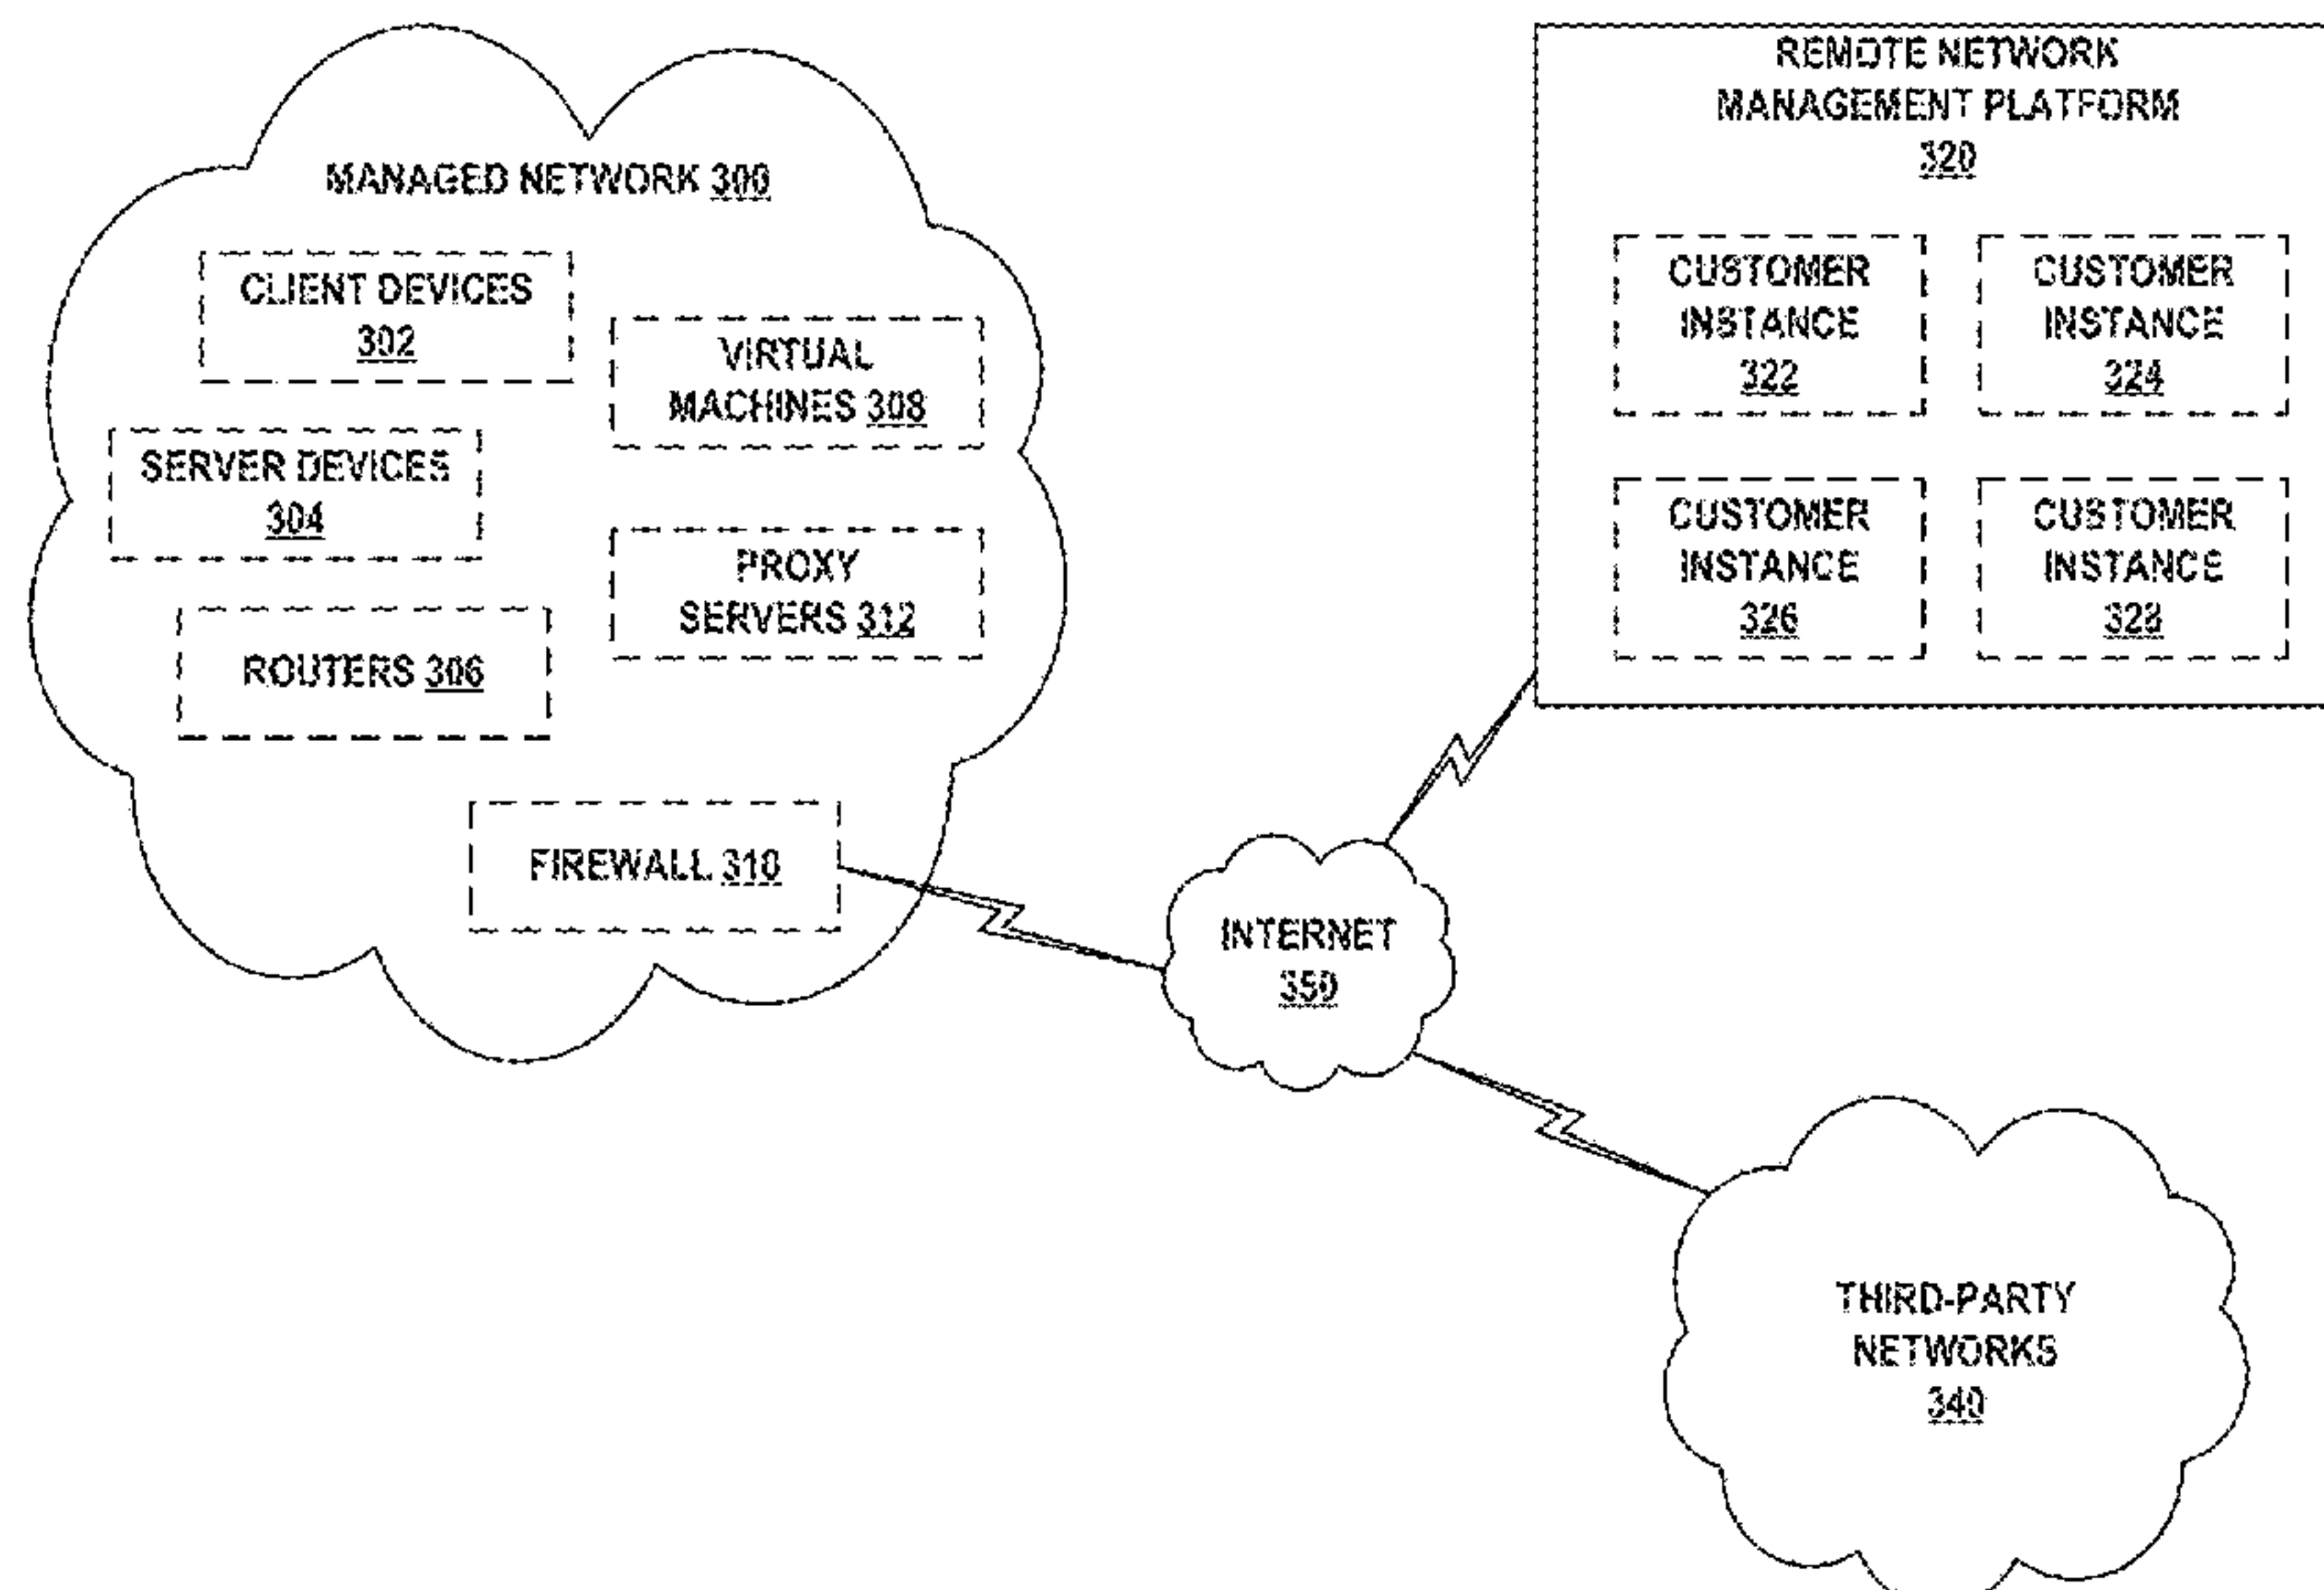 MANAGED NETWORK 300
CLIENT DEVICES
302
VIRTUAL
MACHINES 308
SERVER DEVICES
304
PROXY
SERVERS 312
ROUTERS 306
FIREWALL 310
REMOTE NETWORK
MANAGEMENT PLATFORM
320
CUSTOMER
INSTANCE
322
CUSTOMER
INSTANCE
324
CUSTOMER
INSTANCE
326
CUSTOMER
INSTANCE
328
INTERNET
350
THIRD-PARTY
NETWORKS
340